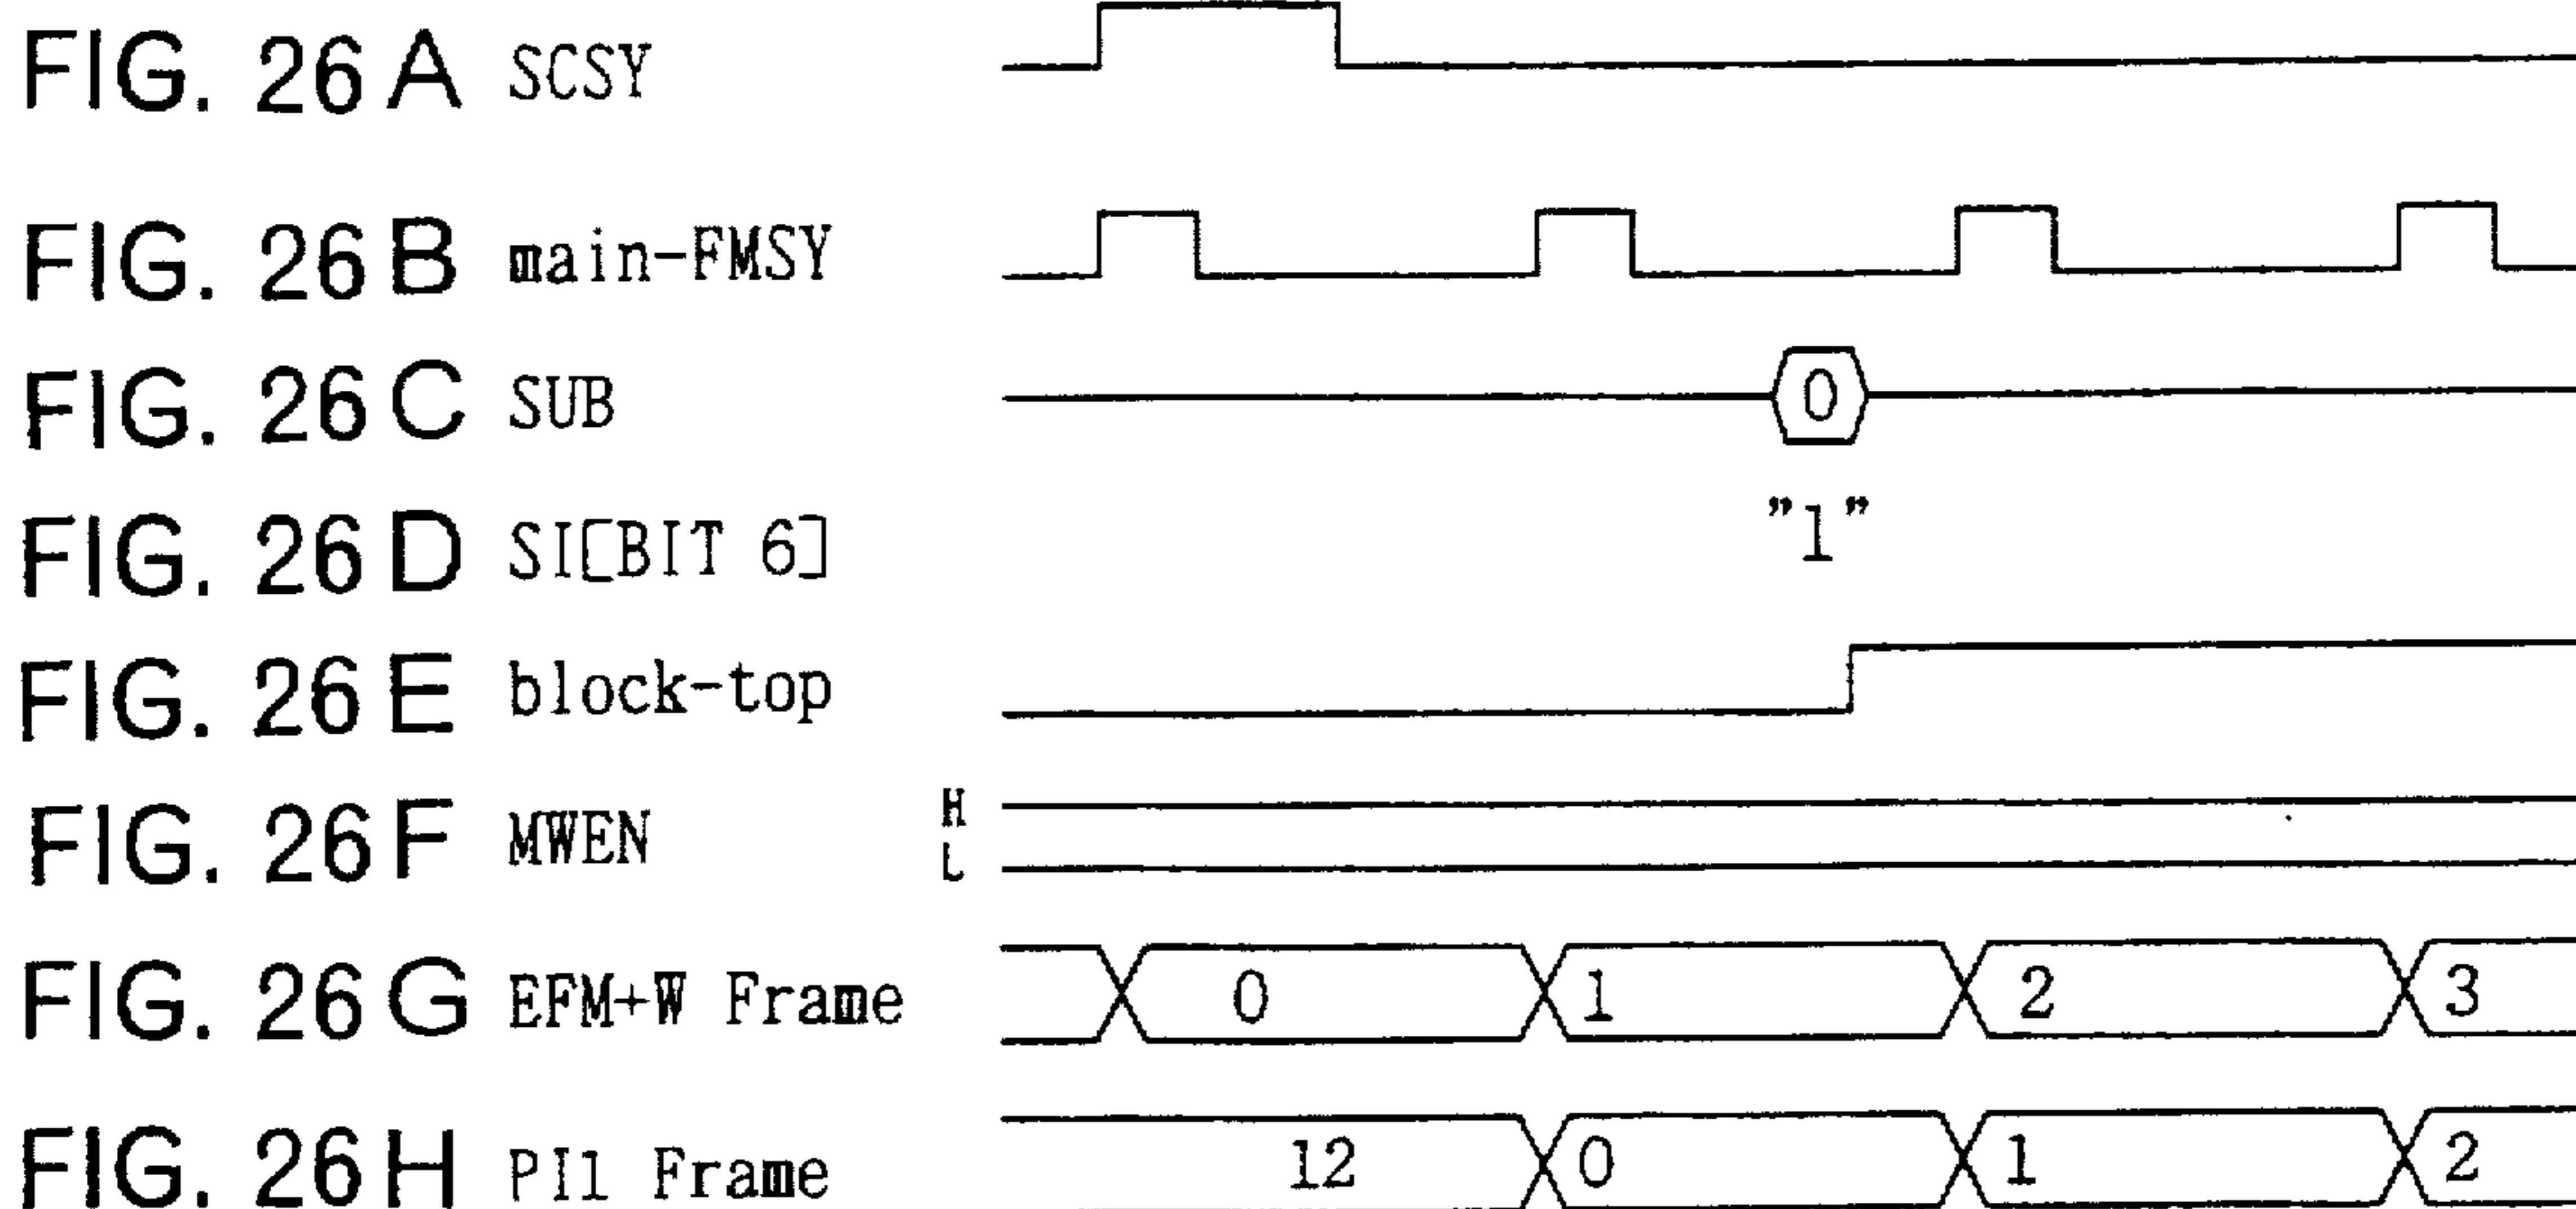 FIG. 26 A SCSY
FIG. 26 B main-FMSY
FIG. 26 C SUB 0
FIG. 26 D SI[BIT 6] "1"
FIG. 26 E block-top
FIG. 26 F MWEN H
L
FIG. 26 G EFM+W Frame 0 1 2 3
FIG. 26 H PI1 Frame 12 0 1 2